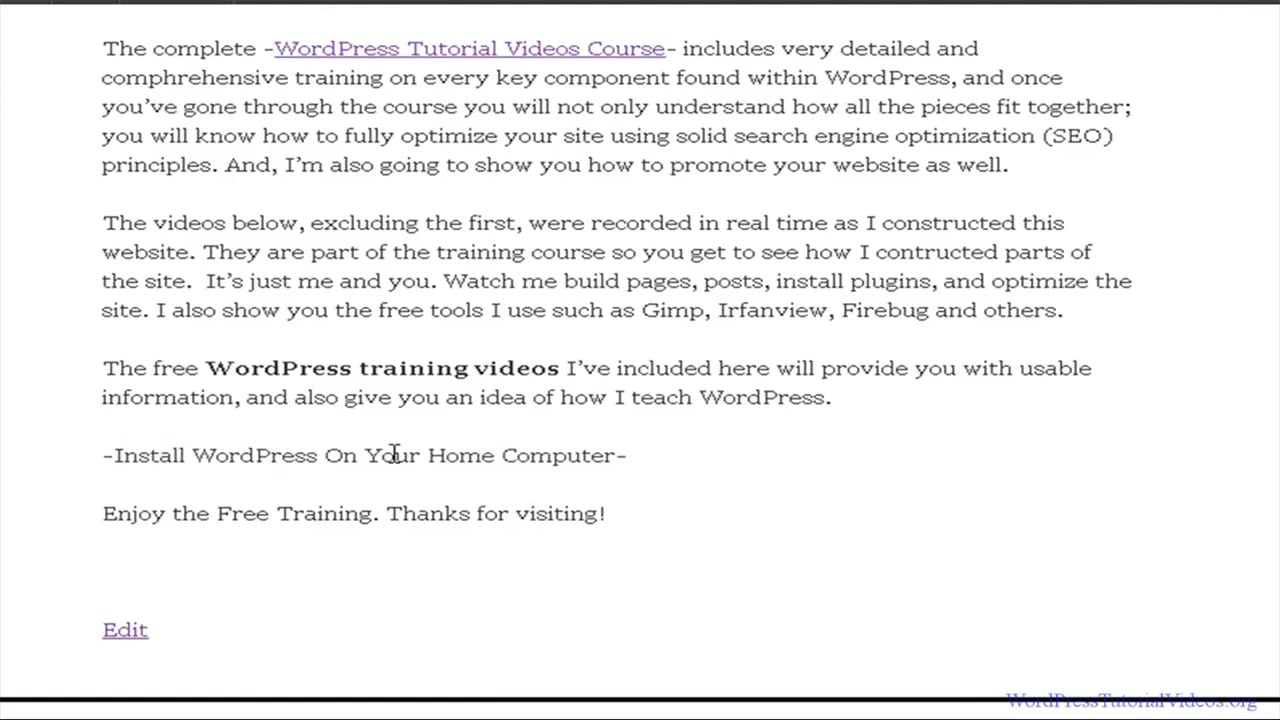 The complete -WordPress Tutorial Videos Course- includes very detailed and
comphrehensive training on every key component found within WordPress, and once
you've gone through the course you will not only understand how all the pieces fit together;
you will know how to fully optimize your site using solid search engine optimization (SEO)
principles. And, I'm also going to show you how to promote your website as well.
The videos below, excluding the first, were recorded in real time as I constructed this
website. They are part of the training course so you get to see how I contructed parts of
the site.  It's just me and you. Watch me build pages, posts, install plugins, and optimize the
site. I also show you the free tools I use such as Gimp, Irfanview, Firebug and others.
The free WordPress training videos I've included here will provide you with usable
information, and also give you an idea of how I teach WordPress.
-Install WordPress On Your Home Computer-
Enjoy the Free Training. Thanks for visiting!
Edit
WordPressTutorialVideos.org